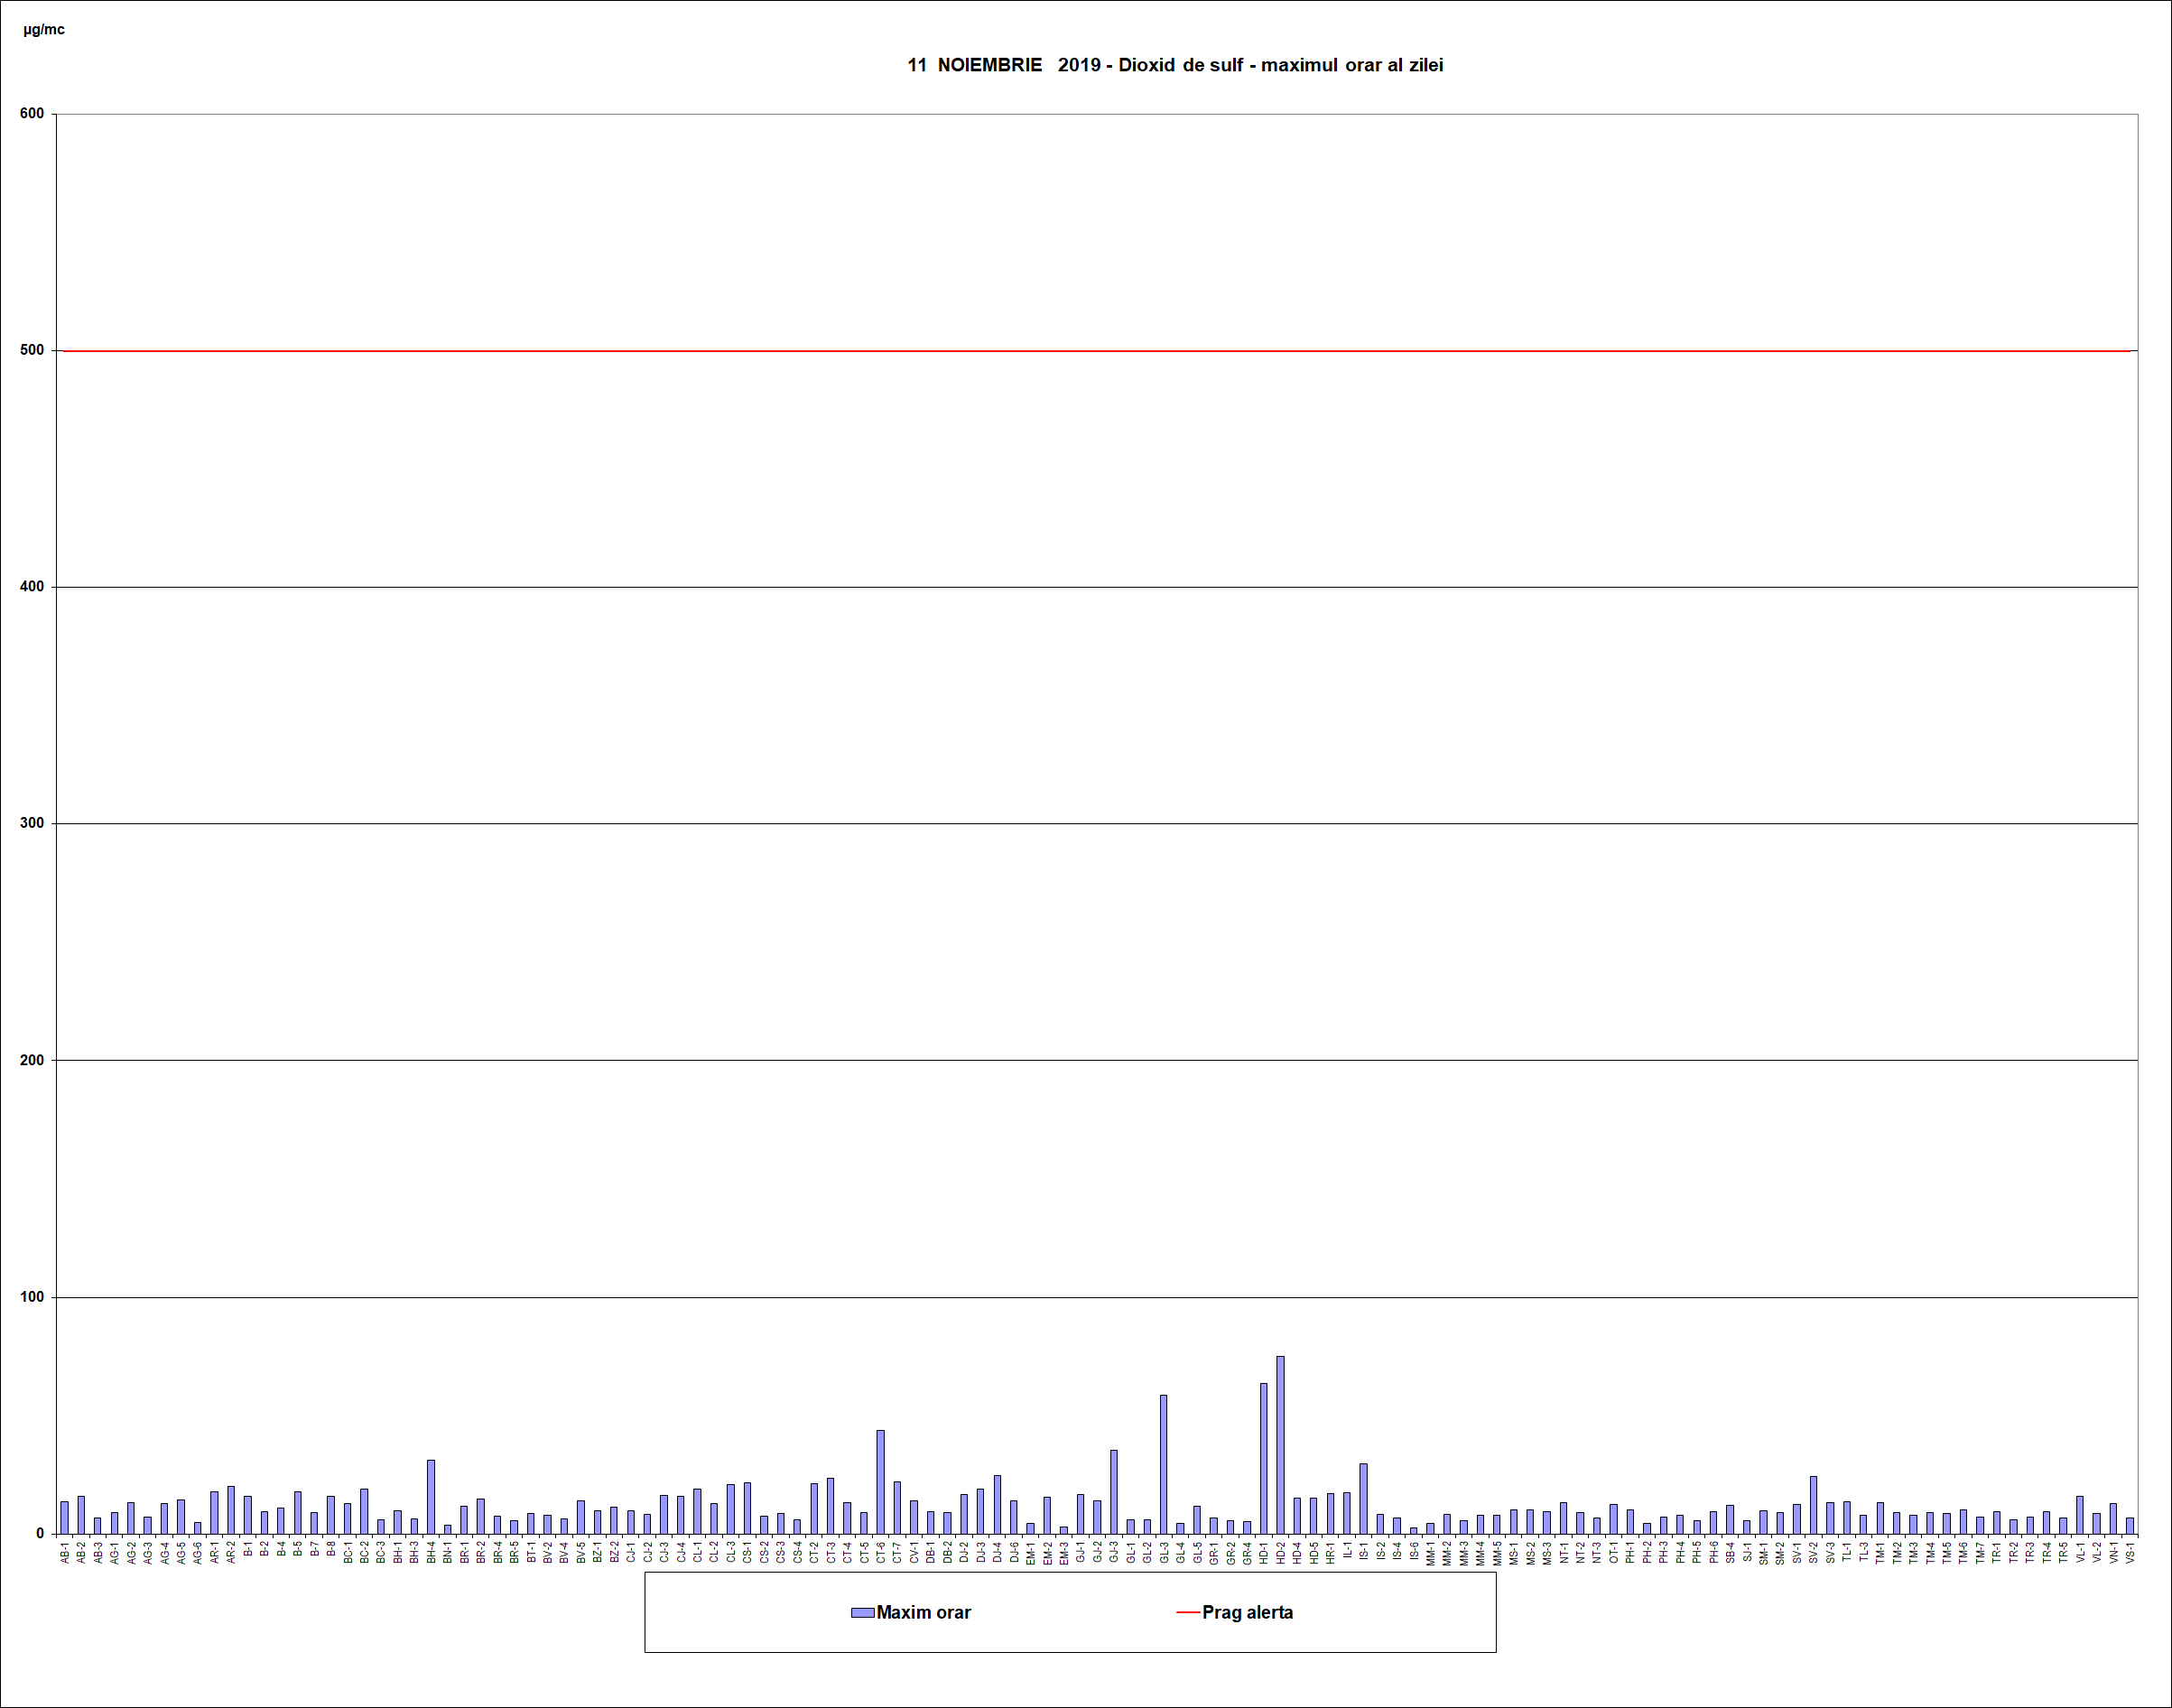 µg/mc
11 NOIEMBRIE 2019 - Dioxid de sulf - maximul orar al zilei
600
500
400
300
200
100
0
AB-1 AB-2 AB-3 AG-1 AG-2 AG-3 AG-4 AG-5 AG-6 AR-1 AR-2 B-1 B-2 B-4 B-5 B-7 B-8 BC-1 BC-2 BC-3 BH-1 BH-3 BH-4 BN-1 BR-1 BR-2 BR-4 BR-5 BT-1 BV-2 BV-4 BV-5 BZ-1 BZ-2 CJ-1 CJ-2 CJ-3 CJ-4 CL-1 CL-2 CL-3 CS-1 CS-2 CS-3 CS-4 CT-2 CT-3 CT-4 CT-5 CT-6 CT-7 CV-1 DB-1 DB-2 DJ-2 DJ-3 DJ-4 DJ-6 EM-1 EM-2 EM-3 GJ-1 GJ-2 GJ-3 GL-1 GL-2 GL-3 GL-4 GL-5 GR-1 GR-2 GR-4 HD-1 HD-2 HD-4 HD-5 HR-1 IL-1 IS-1 IS-2 IS-4 IS-6 MM-1 MM-2 MM-3 MM-4 MM-5 MS-1 MS-2 MS-3 NT-1 NT-2 NT-3 OT-1 PH-1 PH-2 PH-3 PH-4 PH-5 PH-6 SB-4 SJ-1 SM-1 SM-2 SV-1 SV-2 SV-3 TL-1 TL-3 TM-1 TM-2 TM-3 TM-4 TM-5 TM-6 TM-7 TR-1 TR-2 TR-3 TR-4 TR-5 VL-1 VL-2 VN-1 VS-1
Maxim orar Prag alerta